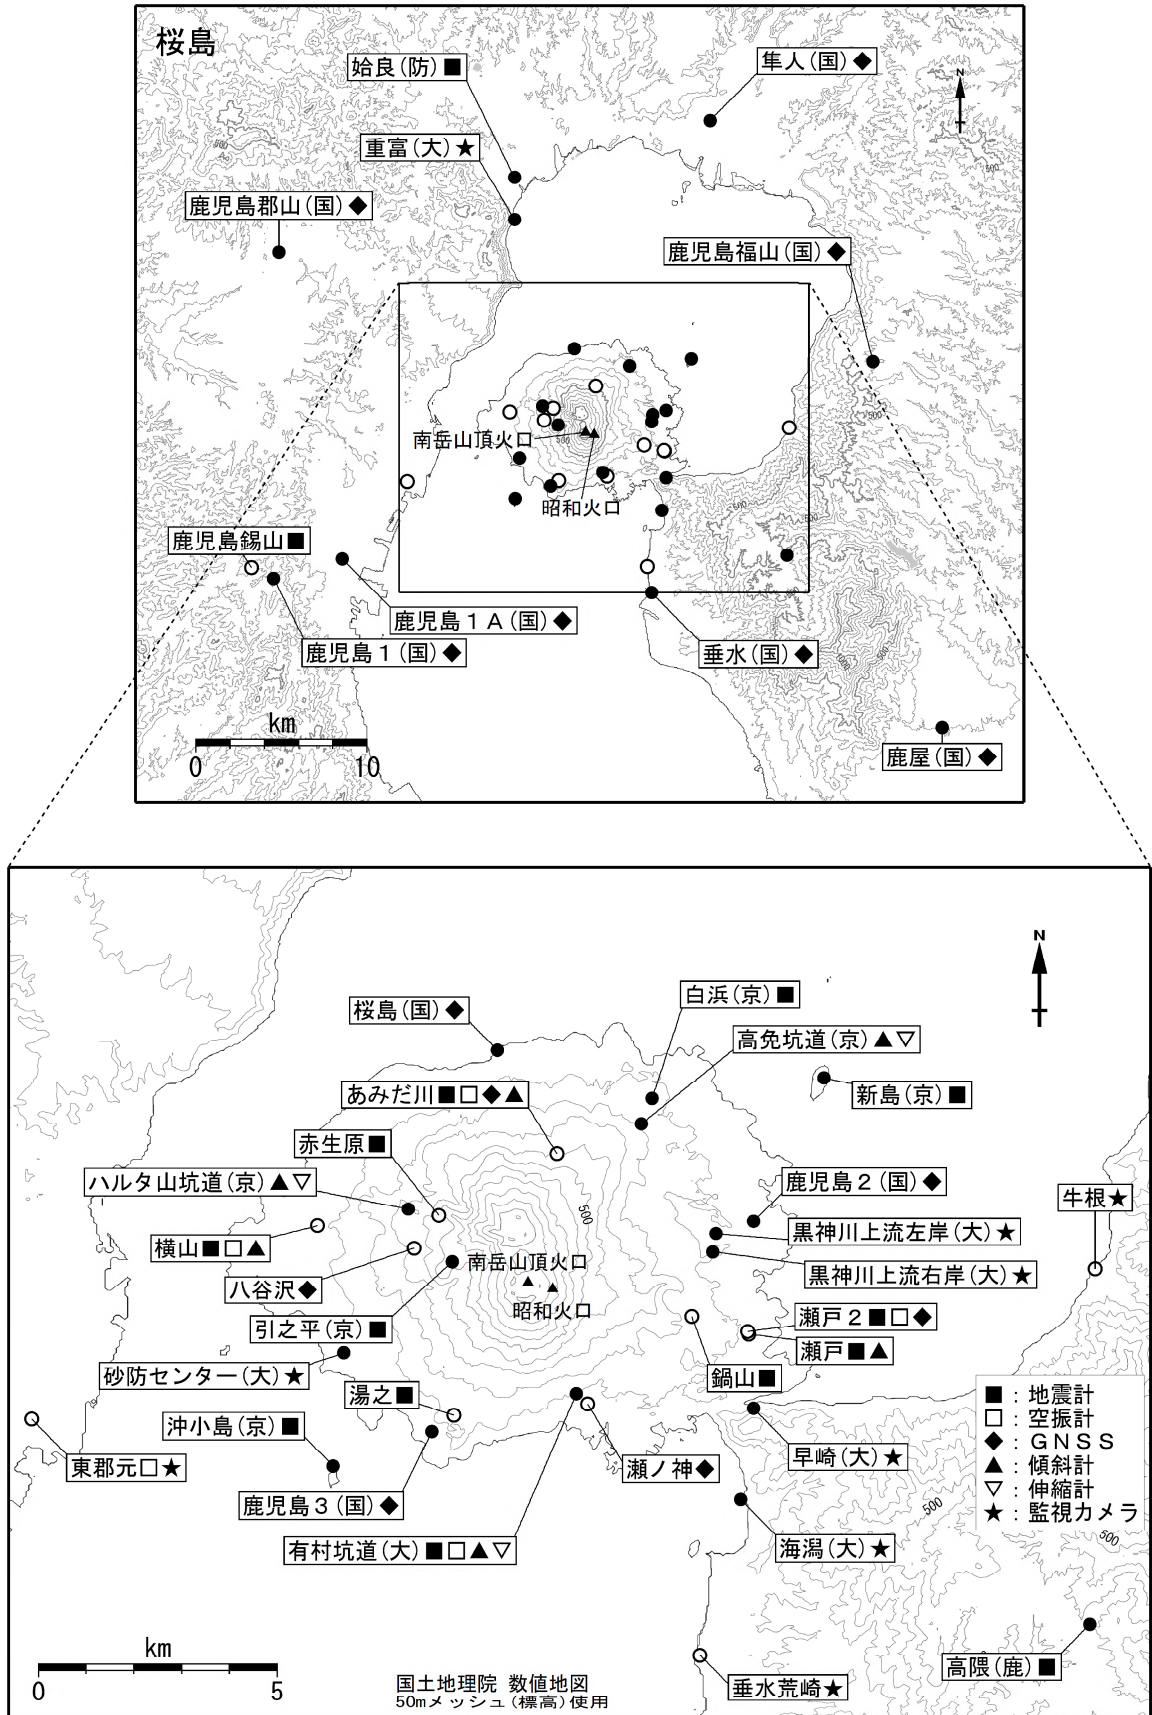 桜島
姶良(防)■
隼人(国)◆
N
重富(大)★
500
500
鹿児島郡山(国)◆
鹿児島福山(国)◆
500
南岳山頂火口
500
昭和火口
500
500
鹿児島錫山■
鹿児島1A(国)◆
鹿児島1(国)◆
垂水(国)◆
500
1000
500
km
0 10
鹿屋(国)◆
N
白浜(京)■
桜島(国)◆
高免坑道(京)▲▽
あみだ川■□◆▲
新島(京)■
赤生原■
ハルタ山坑道(京)▲▽
鹿児島2(国)◆
牛根★
500
黒神川上流左岸(大)★
横山■□▲
南岳山頂火口
黒神川上流右岸(大)★
八谷沢◆
昭和火口
瀬戸2■□◆
引之平(京)■
瀬戸■▲
砂防センター(大)★
鍋山■
湯之■
■:地震計
□:空振計
◆:GNSS
▲:傾斜計
▽:伸縮計
★:監視カメラ
沖小島(京)■
早崎(大)★
東郡元□★
瀬ノ神◆
鹿児島3(国)◆
500
500
有村坑道(大)■□▲▽
海潟(大)★
km
0 5
高隈(鹿)■
国土地理院 数値地図
50mメッシュ(標高)使用
垂水荒崎★